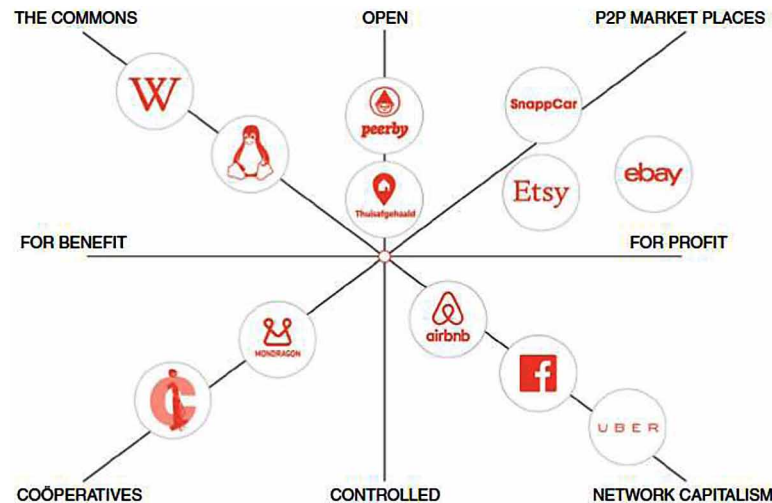 THE COMMONS
OPEN
P2P MARKET PLACES
W
SnappCar
peerby
ebay
Etsy
Thuisafgehaald
FOR BENEFIT
FOR PROFIT
airbnb
MONDRAGON
f
C
UBER
COÖPERATIVES
CONTROLLED
NETWORK CAPITALISM